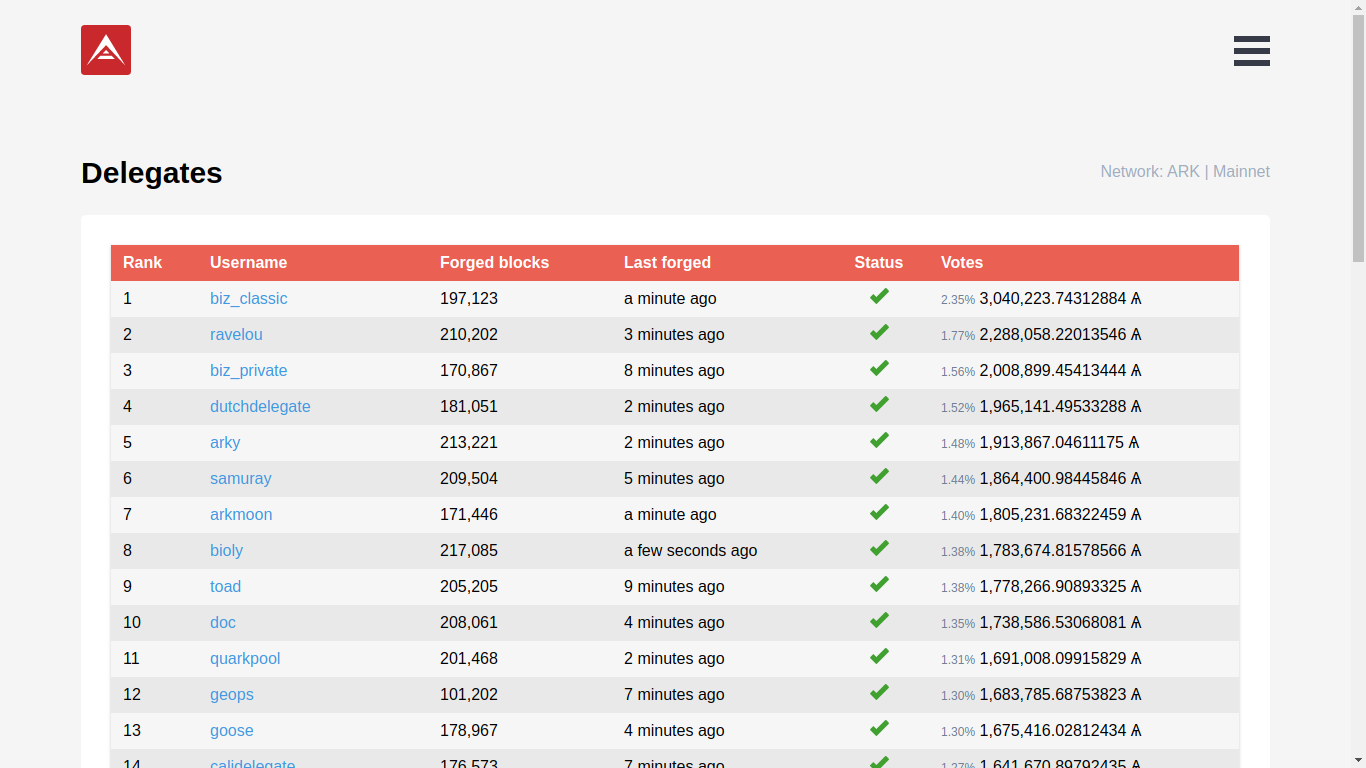 Delegates
Network: ARK | Mainnet
Rank Username Forged blocks Last forged Status Votes
1 biz_classic 197,123 a minute ago 2.35% 3,040,223.74312884 Ѧ
2 ravelou 210,202 3 minutes ago 1.77% 2,288,058.22013546 Ѧ
3 biz_private 170,867 8 minutes ago 1.56% 2,008,899.45413444 Ѧ
4 dutchdelegate 181,051 2 minutes ago 1.52% 1,965,141.49533288 Ѧ
5 arky 213,221 2 minutes ago 1.48% 1,913,867.04611175 Ѧ
6 samuray 209,504 5 minutes ago 1.44% 1,864,400.98445846 Ѧ
7 arkmoon 171,446 a minute ago 1.40% 1,805,231.68322459 Ѧ
8 bioly 217,085 a few seconds ago 1.38% 1,783,674.81578566 Ѧ
9 toad 205,205 9 minutes ago 1.38% 1,778,266.90893325 Ѧ
10 doc 208,061 4 minutes ago 1.35% 1,738,586.53068081 Ѧ
11 quarkpool 201,468 2 minutes ago 1.31% 1,691,008.09915829 Ѧ
12 geops 101,202 7 minutes ago 1.30% 1,683,785.68753823 Ѧ
13 goose 178,967 4 minutes ago 1.30% 1,675,416.02812434 Ѧ
14 calidelegate 176,573 7 minutes ago 1.27% 1,641,670.89792435 Ѧ